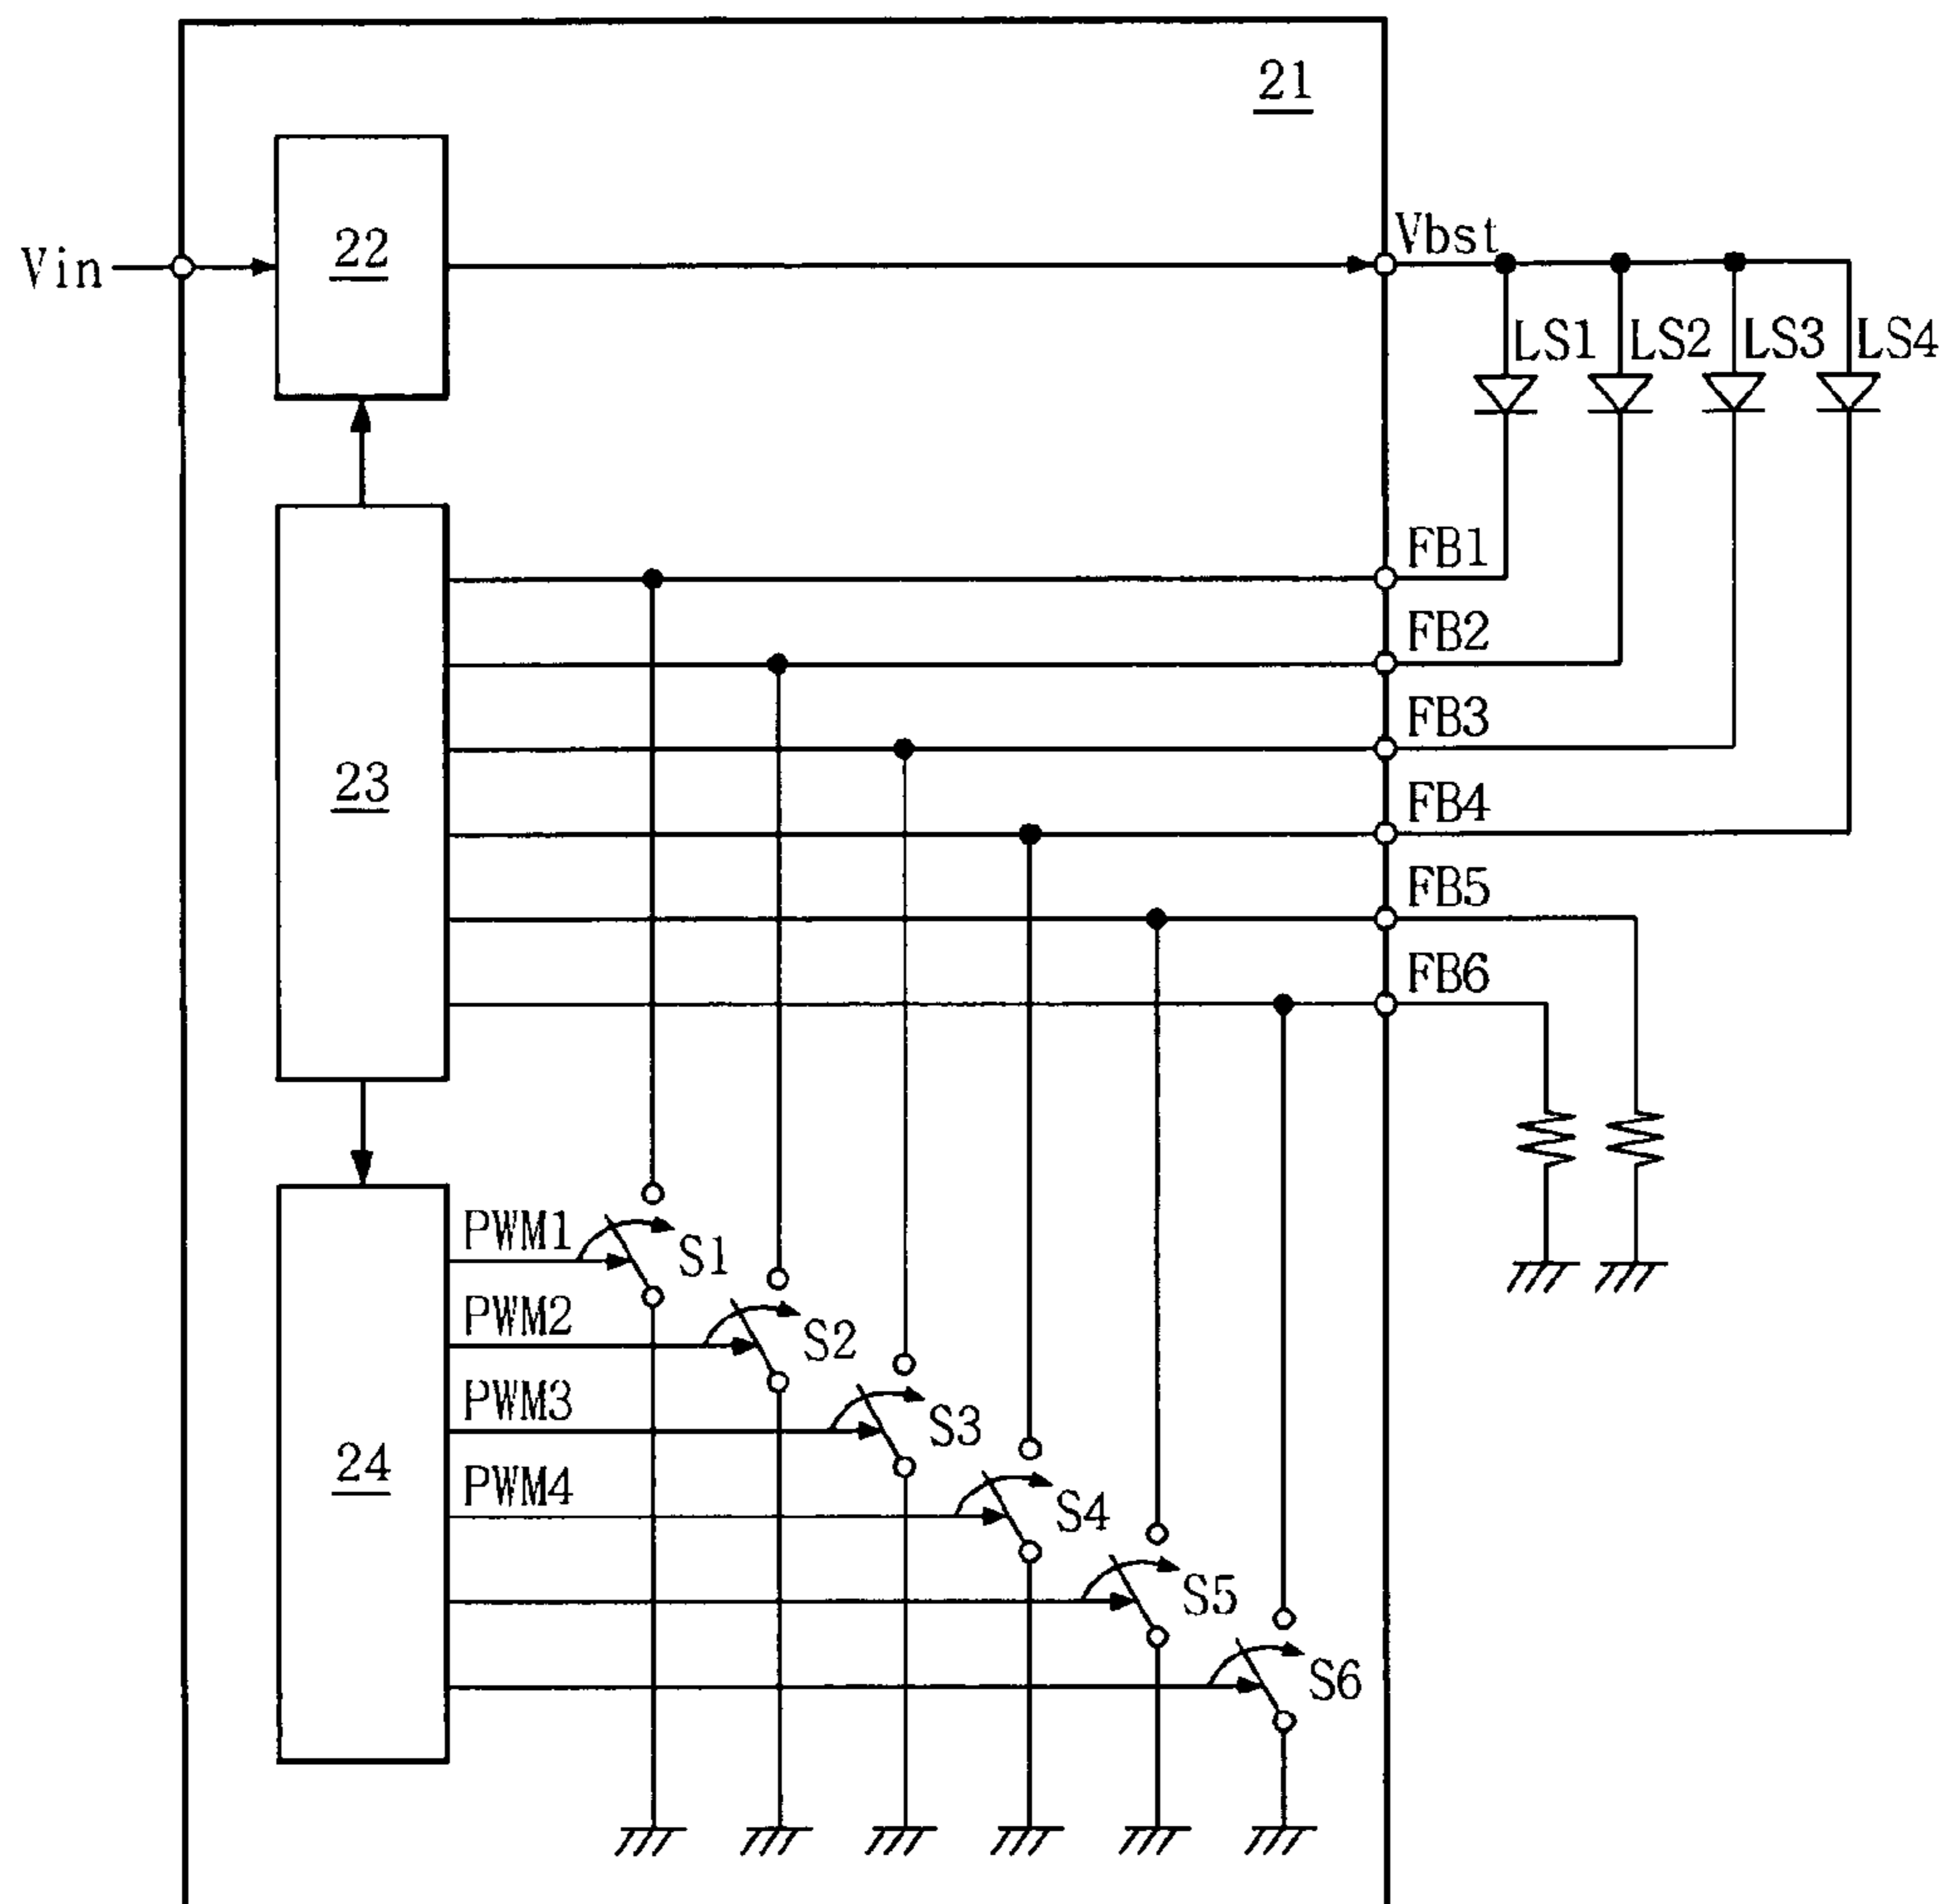 21
22
Vin
Vbst
LS1
LS2
LS3
LS4
FB1
FB2
FB3
23
FB4
FB5
FB6
PWM1
S1
PWM2
S2
PWM3
S3
24
PWM4
S4
S5
S6